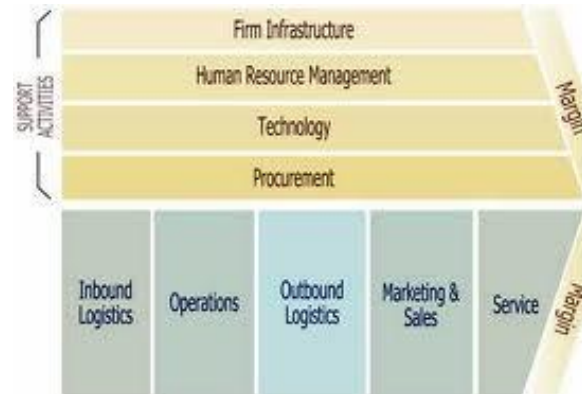 SUPPORT
ACTIVITIES
Firm Infrastructure
Human Resource Management
Technology
Procurement
Margin
Inbound
Logistics
Operations
Outbound
Logistics
Marketing &
Sales
Service
Margin